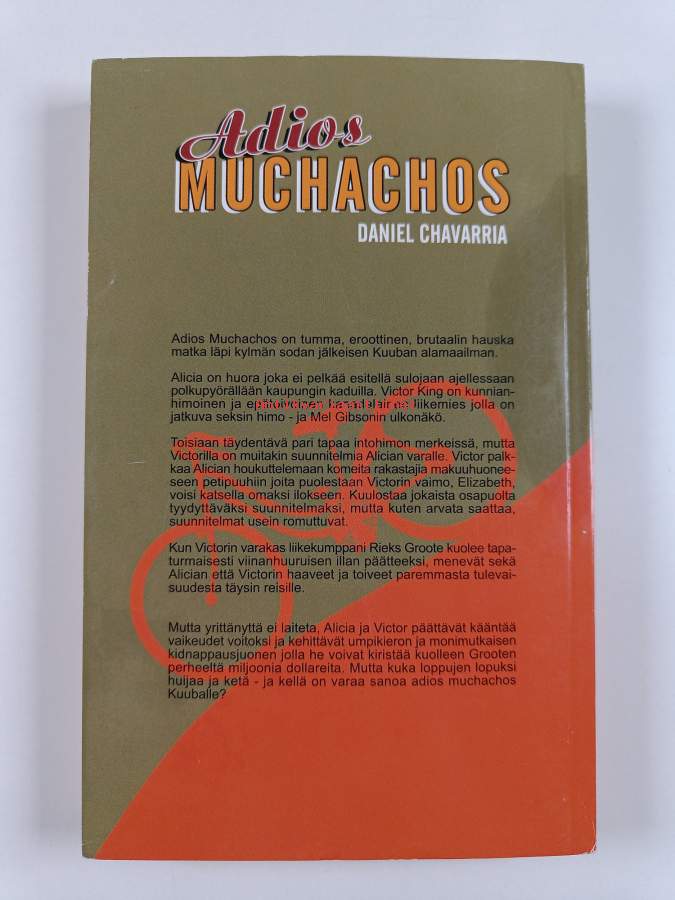 Adios
MUCHACHOS
DANIEL CHAVARRIA
Adios Muchachos on tumma, eroottinen, brutaalin hauska
matka läpi kylmän sodan jälkeisen Kuuban alamaailman.
Alicia on huora joka ei pelkää esitellä sulojaan ajellessaan
polkupyörällään kaupungin kaduilla. Victor King on kunnian-
himoinen ja liikemies jolla on
jatkuva seksin himo - ja Mel Gibsonin ulkonäkö.
Toisiaan täydentävä pari tapaa intohimon merkeissä, mutta
Victorilla on muitakin suunnitelmia Alician varalle. Victor palk-
kaa Alician houkuttelemaan komeita rakastajia makuuhuonee-
seen petipuuhiin joita puolestaan Victorin vaimo, Elizabeth,
voisi katsella omaksi ilokseen. Kuulostaa jokaista osapuolta
tyydyttäväksi suunnitelmaksi, mutta kuten arvata saattaa,
suunnitelmat usein romuttuvat.
Kun Victorin varakas liikekumppani Rieks Groote kuolee tapa-
turmaisesti viinanhuuruisen illan päätteeksi, menevät sekä
Alician että Victorin haaveet ja toiveet paremmasta tulevai-
suudesta täysin reisille.
Mutta yrittänyttä ei laiteta, Alicia ja Victor päättävät kääntää
vaikeudet voitoksi ja kehittävät umpikieron ja monimutkaisen
kidnappausjuonen jolla he voivat kiristää kuolleen Grooten
perheeltä miljoonia dollareita. Mutta kuka loppujen lopuksi
huijaa ja ketä - ja kellä on varaa sanoa adios muchachos
Kuuballe?